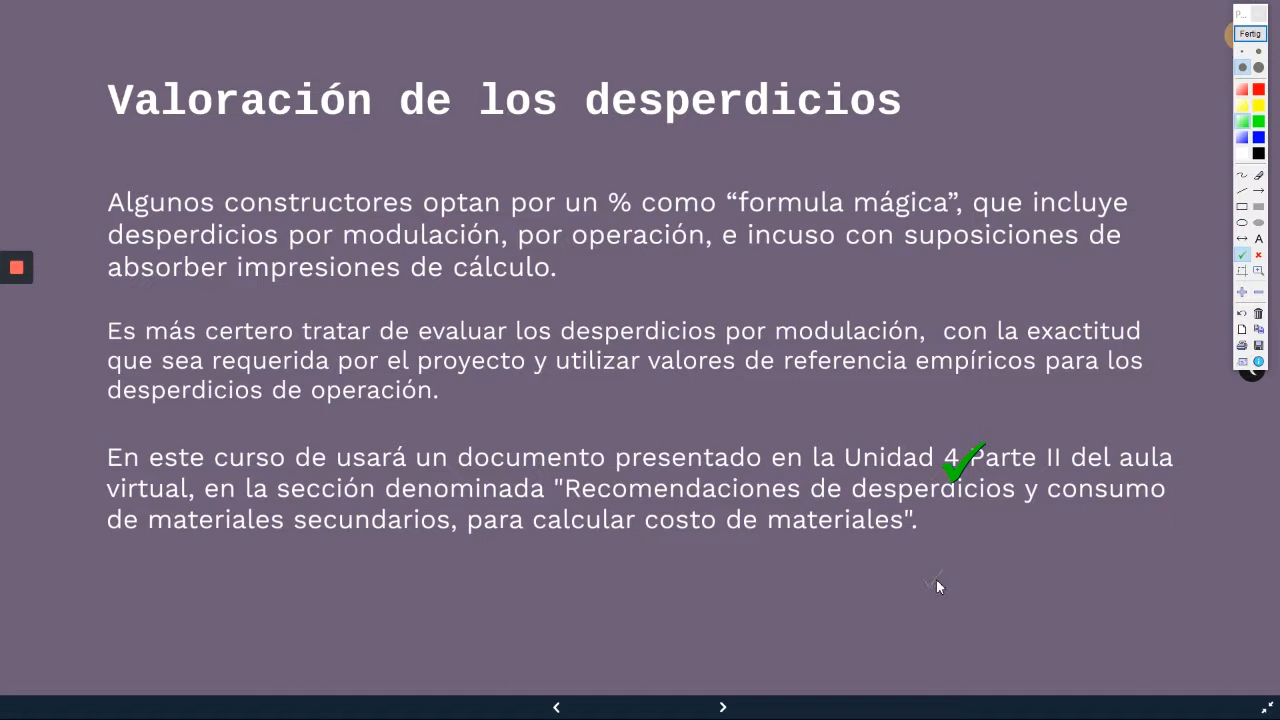 Valoración de los desperdicios
Algunos constructores optan por un % como “formula mágica”, que incluye
desperdicios por modulación, por operación, e incuso con suposiciones de
absorber impresiones de cálculo.
Es más certero tratar de evaluar los desperdicios por modulación, con la exactitud
que sea requerida por el proyecto y utilizar valores de referencia empíricos para los
desperdicios de operación.
En este curso de usará un documento presentado en la Unidad 4 Parte II del aula
virtual, en la sección denominada "Recomendaciones de desperdicios y consumo
de materiales secundarios, para calcular costo de materiales".
P...
Fertig
A